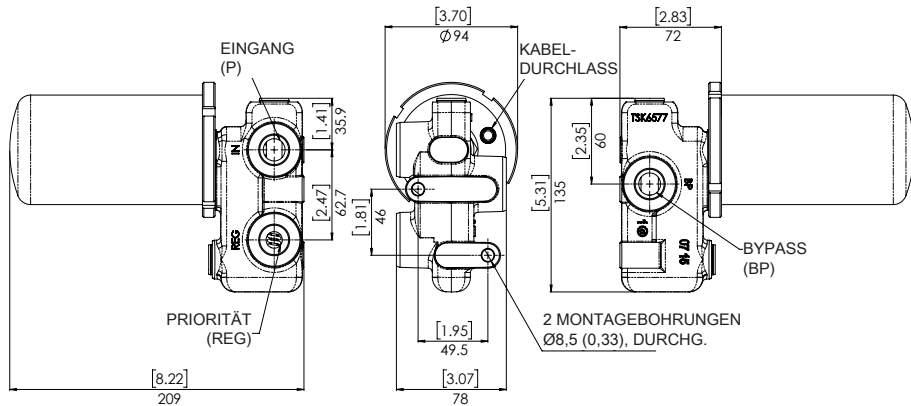 EINGANG
(P)
[1.41]
35.9
IN
[2.47]
62.7
REG
PRIORITÄT
(REG)
[8.22]
209
[3.70]
Ø94
KABEL-
DURCHLASS
[1.81]
46
[1.95]
49.5
[3.07]
78
2 MONTAGEBOHRUNGEN
Ø8,5 (0,33), DURCHG.
[5.31]
135
[2.83]
72
[2.35]
60
TSK6577
BP
07 15
BYPASS
(BP)